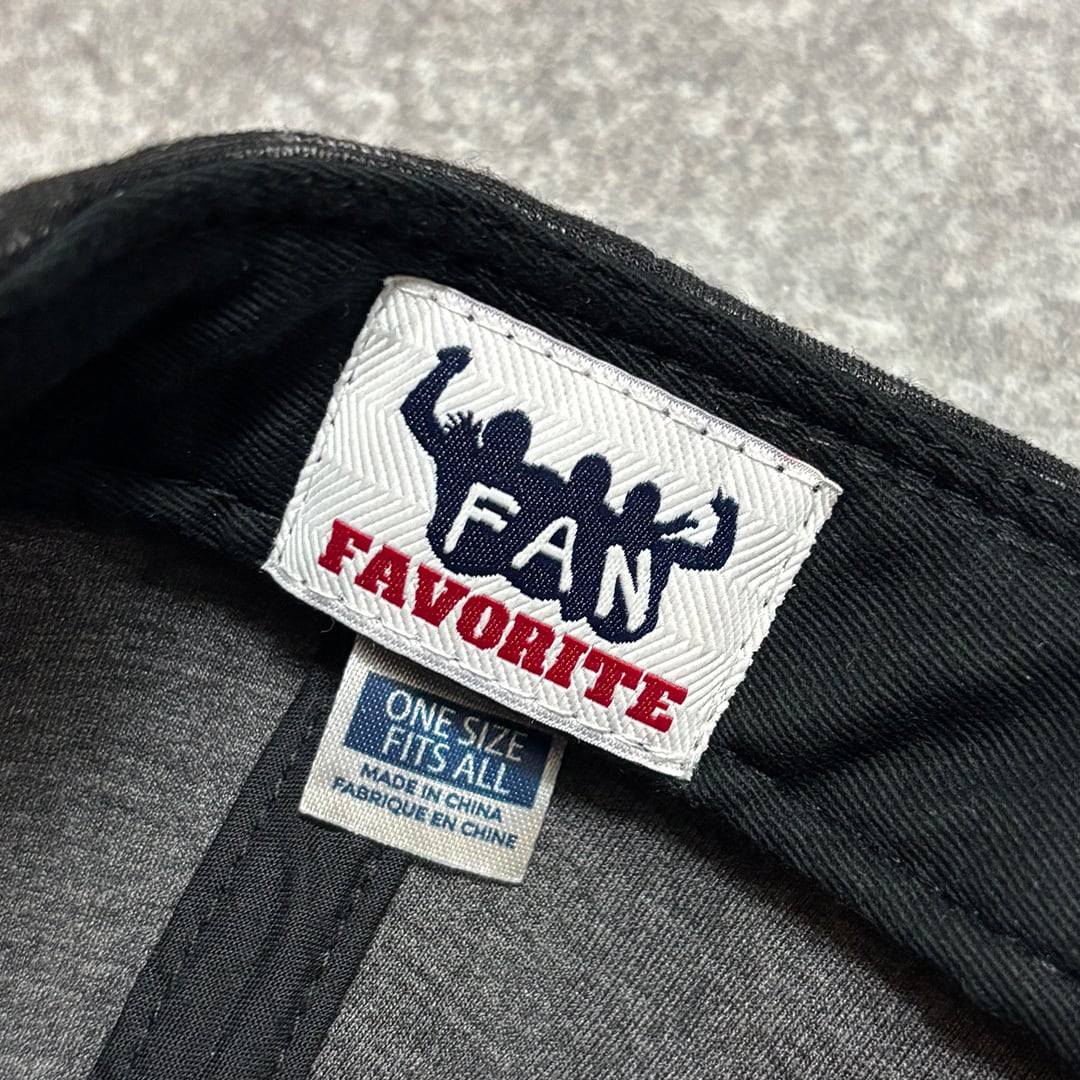 FAN
FAVORITE
ONE SIZE
FITS ALL
MADE IN CHINA
FABRIQUE EN CHINE